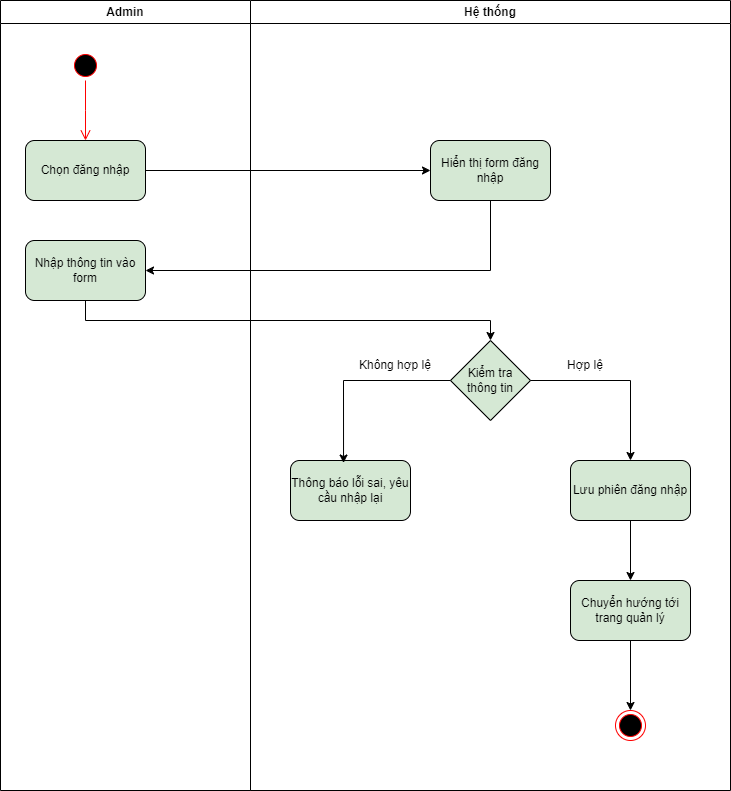 Admin
Hệ thống
Chọn đăng nhập
Hiển thị form đăng
nhập
Nhập thông tin vào
form
Kiểm tra
thông tin
Không hợp lệ
Hợp lệ
Thông báo lỗi sai, yêu
cầu nhập lại
Lưu phiên đăng nhập
Chuyển hướng tới
trang quản lý